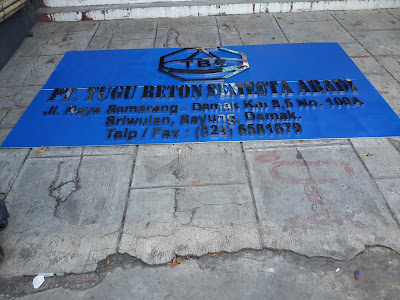 TBS
PT. TUGU BETON SEMESTA ABADI
Jl. Raya Semarang - Demak Km 8,5 No. 100A
Sriwulan, Sayung, Demak.
Telp / Fax : (024) 6581679